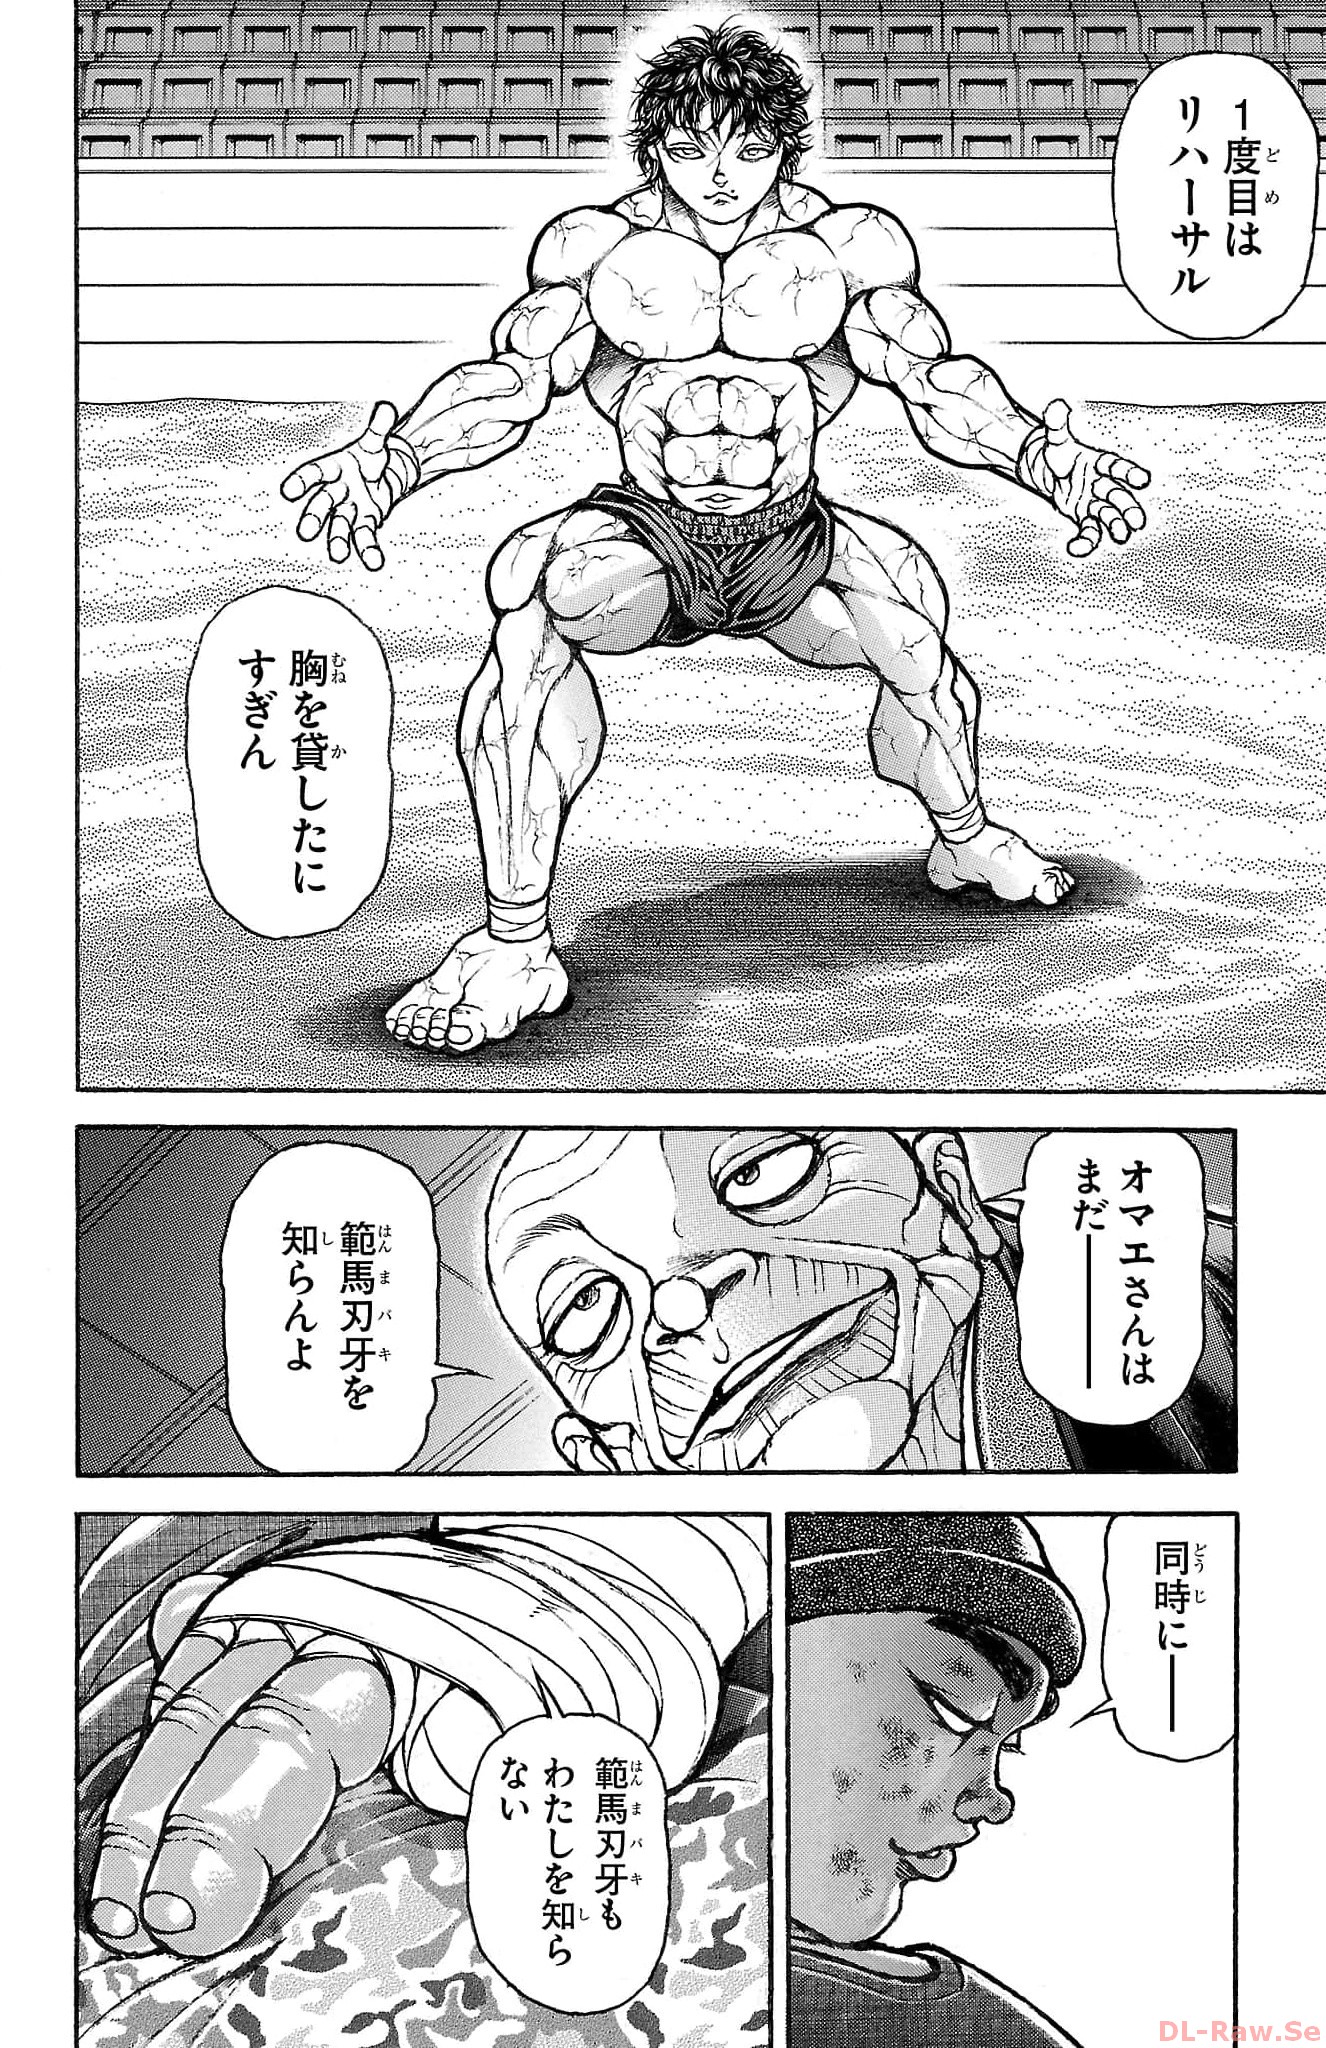 1度目は
リハーサル
胸を貸したに
すぎん
オマエさんは
まだ――
範馬刃牙を
知らんよ
同時に――
範馬刃牙も
わたしを知ら
ない
DL-Raw.Se